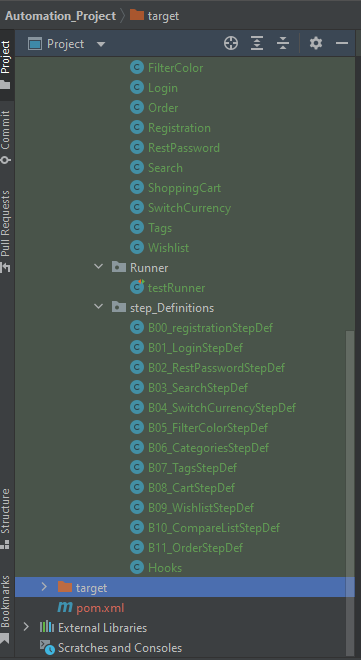 Automation_Project target
Project
FilterColor
Login
Order
Registration
RestPassword
Search
ShoppingCart
SwitchCurrency
Tags
Wishlist
Runner
testRunner
step_Definitions
B00_registrationStepDef
B01_LoginStepDef
B02_RestPasswordStepDef
B03_SearchStepDef
B04_SwitchCurrencyStepDef
B05_FilterColorStepDef
B06_CategoriesStepDef
B07_TagsStepDef
B08_CartStepDef
B09_WishlistStepDef
B10_CompareListStepDef
B11_OrderStepDef
Hooks
target
pom.xml
External Libraries
Scratches and Consoles
Project
Commit
Pull Requests
Structure
Bookmarks